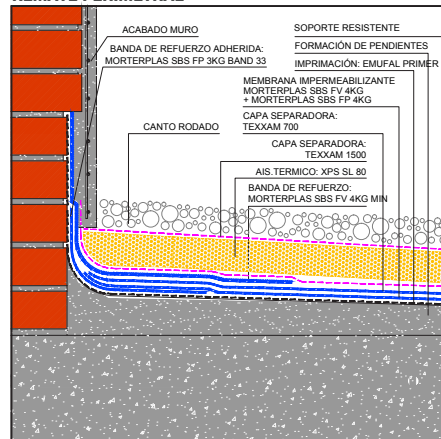 REMATE PERIMETRAL
ACABADO MURO
BANDA DE REFUERZO ADHERIDA:
MORTERPLAS SBS FP 3KG BAND 33
CANTO RODADO
SOPORTE RESISTENTE
FORMACIÓN DE PENDIENTES
IMPRIMACIÓN: EMUFAL PRIMER
MEMBRANA IMPERMEABILIZANTE
MORTERPLAS SBS FV 4KG
+ MORTERPLAS SBS FP 4KG
CAPA SEPARADORA:
TEXXAM 700
CAPA SEPARADORA:
TEXXAM 1500
AIS.TERMICO: XPS SL 80
BANDA DE REFUERZO:
MORTERPLAS SBS FV 4KG MIN